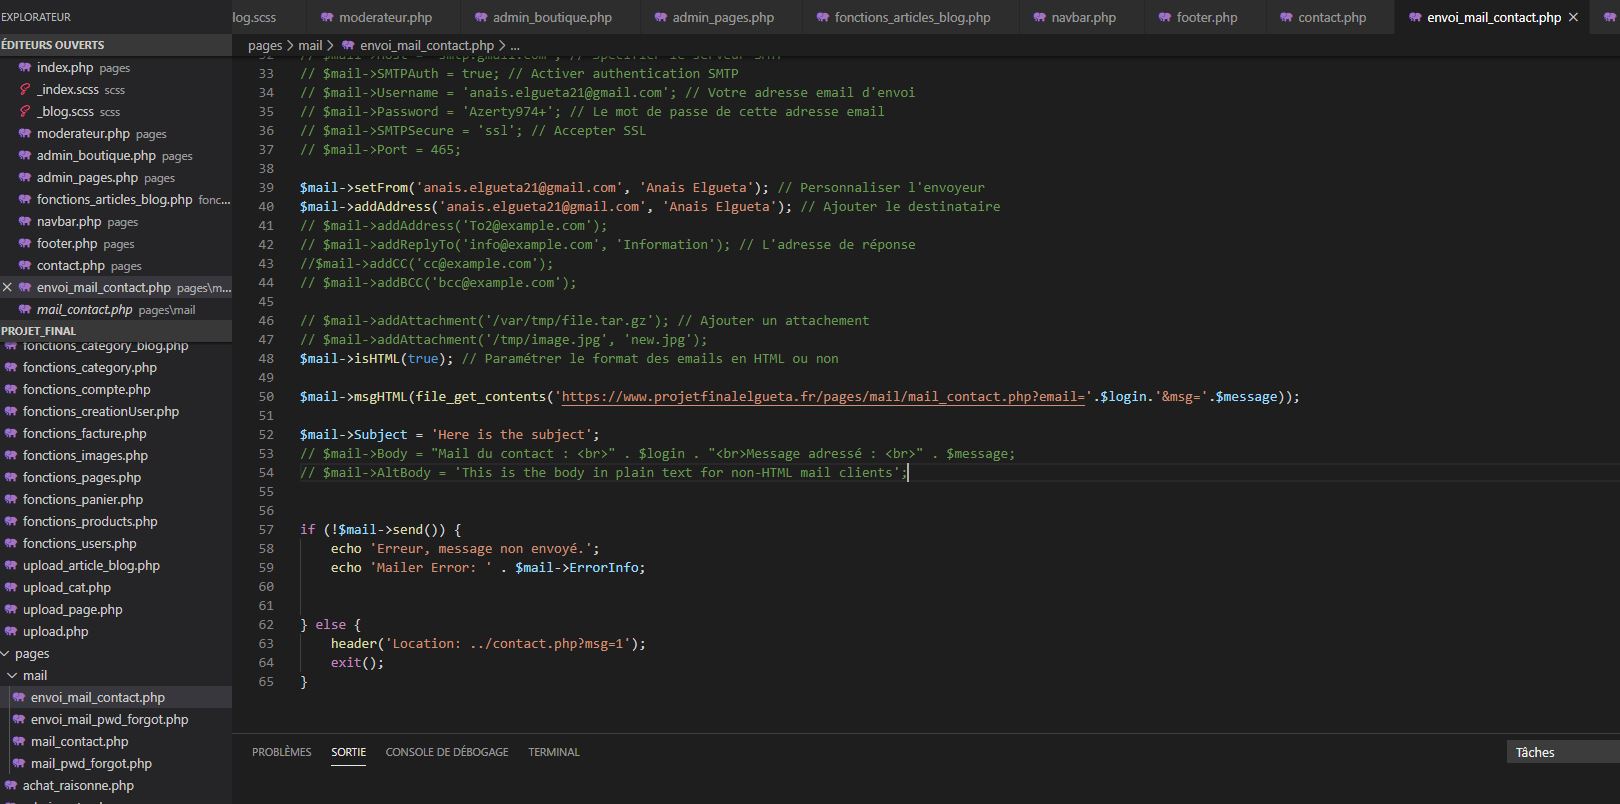 EXPLORATEUR
log.scss
moderateur.php
admin_boutique.php
admin_pages.php
fonctions_articles_blog.php
navbar.php
footer.php
contact.php
envoi_mail_contact.php
ÉDITEURS OUVERTS
index.php pages
_index.scss scss
_blog.scss scss
moderateur.php pages
admin_boutique.php pages
admin_pages.php pages
fonctions_articles_blog.php fonc...
navbar.php pages
footer.php pages
contact.php pages
envoi_mail_contact.php pages\m...
mail_contact.php pages\mail
PROJET_FINAL
fonctions_category_blog.php
fonctions_category.php
fonctions_compte.php
fonctions_creationUser.php
fonctions_facture.php
fonctions_images.php
fonctions_pages.php
fonctions_panier.php
fonctions_products.php
fonctions_users.php
upload_article_blog.php
upload_cat.php
upload_page.php
upload.php
pages
mail
envoi_mail_contact.php
envoi_mail_pwd_forgot.php
mail_contact.php
mail_pwd_forgot.php
achat_raisonne.php
pages > mail > envoi_mail_contact.php > ...
32 // $mail->Host = 'smtp.gmail.com'; // Spécifier le serveur SMTP
33 // $mail->SMTPAuth = true; // Activer authentication SMTP
34 // $mail->Username = 'anais.elgueta21@gmail.com'; // Votre adresse email d'envoi
35 // $mail->Password = 'Azerty974+'; // Le mot de passe de cette adresse email
36 // $mail->SMTPSecure = 'ssl'; // Accepter SSL
37 // $mail->Port = 465;
38
39 $mail->setFrom('anais.elgueta21@gmail.com', 'Anais Elgueta'); // Personnaliser l'envoyeur
40 $mail->addAddress('anais.elgueta21@gmail.com', 'Anais Elgueta'); // Ajouter le destinataire
41 // $mail->addAddress('To2@example.com');
42 // $mail->addReplyTo('info@example.com', 'Information'); // L'adresse de réponse
43 //$mail->addCC('cc@example.com');
44 // $mail->addBCC('bcc@example.com');
45
46 // $mail->addAttachment('/var/tmp/file.tar.gz'); // Ajouter un attachement
47 // $mail->addAttachment('/tmp/image.jpg', 'new.jpg');
48 $mail->isHTML(true); // Paramétrer le format des emails en HTML ou non
49
50 $mail->msgHTML(file_get_contents('https://www.projetfinalelgueta.fr/pages/mail/mail_contact.php?email='.$login.'&msg='.$message));
51
52 $mail->Subject = 'Here is the subject';
53 // $mail->Body = "Mail du contact : <br>" . $login . "<br>Message adressé : <br>" . $message;
54 // $mail->AltBody = 'This is the body in plain text for non-HTML mail clients';
55
56
57 if (!$mail->send()) {
58 echo 'Erreur, message non envoyé.';
59 echo 'Mailer Error: ' . $mail->ErrorInfo;
60
61
62 } else {
63 header('Location: ../contact.php?msg=1');
64 exit();
65 }
PROBLÈMES
SORTIE
CONSOLE DE DÉBOGAGE
TERMINAL
Tâches